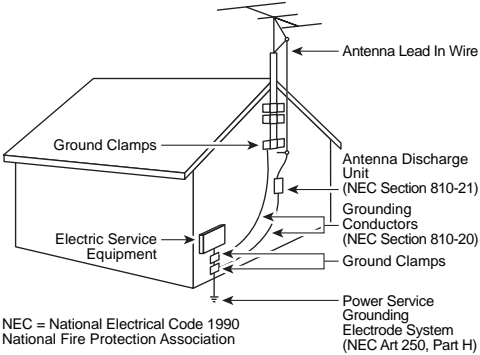 Antenna Lead In Wire
Ground Clamps
Antenna Discharge
Unit
(NEC Section 810-21)
Grounding
Conductors
(NEC Section 810-20)
Electric Service
Equipment
Ground Clamps
Power Service
Grounding
Electrode System
(NEC Art 250, Part H)
NEC = National Electrical Code 1990
National Fire Protection Association